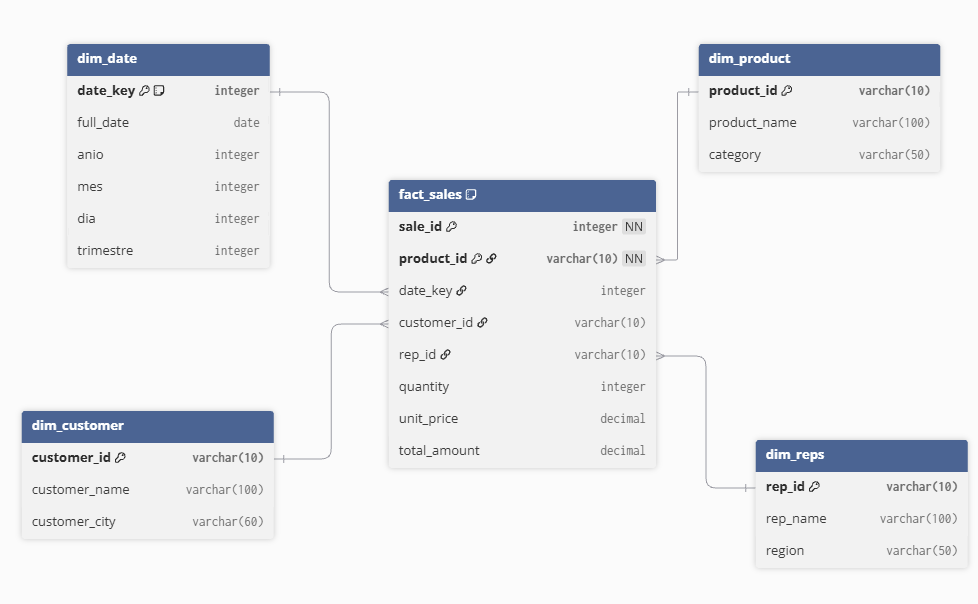 dim_date
date_key integer
full_date date
anio integer
mes integer
dia integer
trimestre integer
dim_product
product_id varchar(10)
product_name varchar(100)
category varchar(50)
fact_sales
sale_id integer NN
product_id varchar(10) NN
date_key integer
customer_id varchar(10)
rep_id varchar(10)
quantity integer
unit_price decimal
total_amount decimal
dim_customer
customer_id varchar(10)
customer_name varchar(100)
customer_city varchar(60)
dim_reps
rep_id varchar(10)
rep_name varchar(100)
region varchar(50)